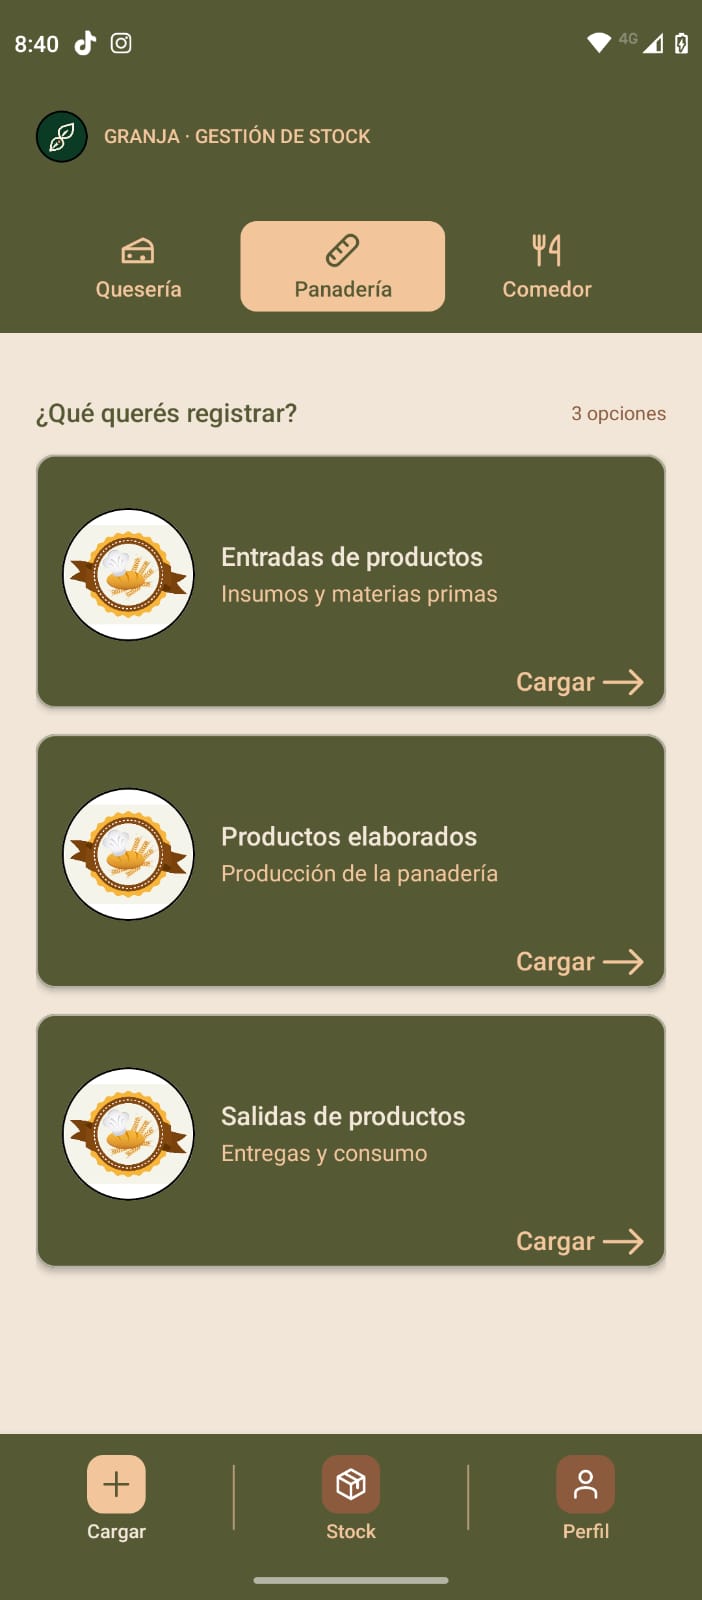 8:40
4G
GRANJA · GESTIÓN DE STOCK
Quesería
Panadería
Comedor
¿Qué querés registrar?
3 opciones
Entradas de productos
Insumos y materias primas
Cargar
Productos elaborados
Producción de la panadería
Cargar
Salidas de productos
Entregas y consumo
Cargar
Cargar
Stock
Perfil